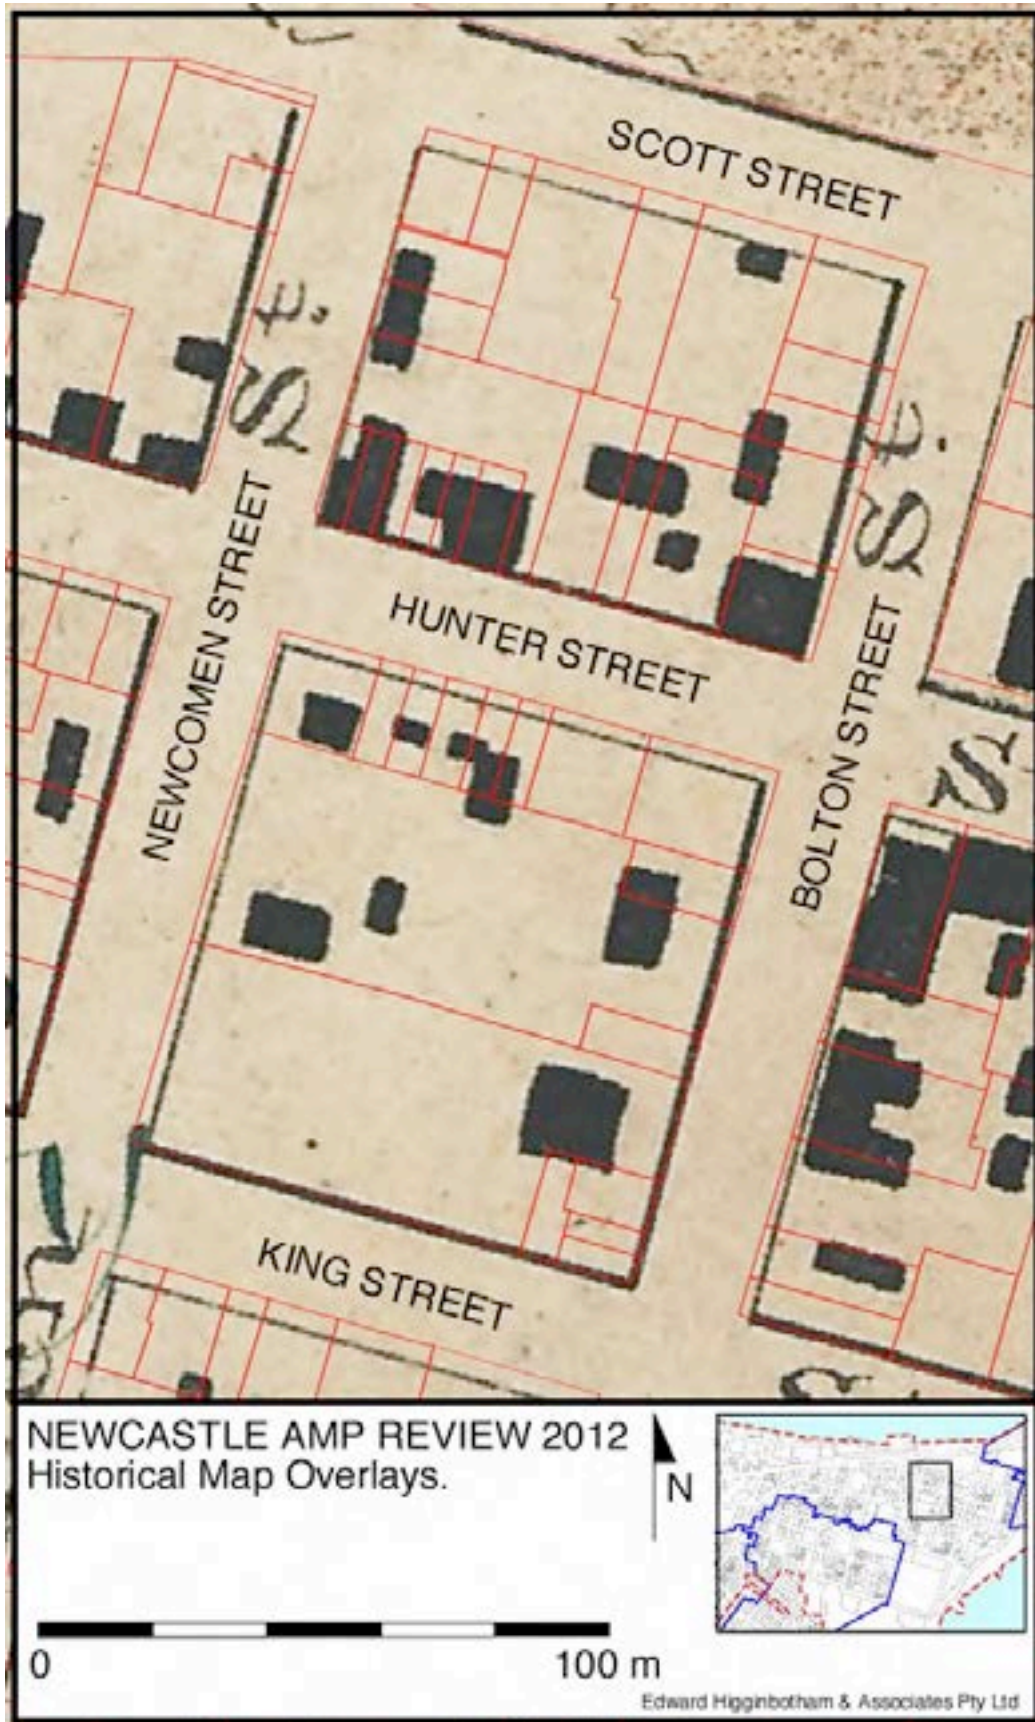 SCOTT STREET
St.
St.
HUNTER STREET
NEWCOMEN STREET
BOLTON STREET
S
KING STREET
NEWCASTLE AMP REVIEW 2012
Historical Map Overlays.
N
0 100 m
Edward Higginbotham & Associates Pty Ltd